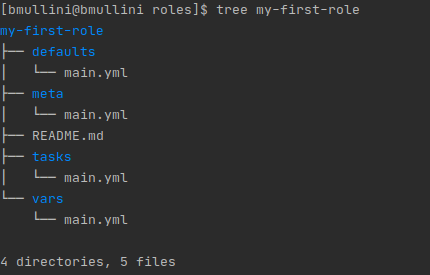 [bmullini@bmullini roles]$ tree my-first-role
my-first-role
├── defaults
│   └── main.yml
├── meta
│   └── main.yml
├── README.md
├── tasks
│   └── main.yml
└── vars
    └── main.yml

4 directories, 5 files